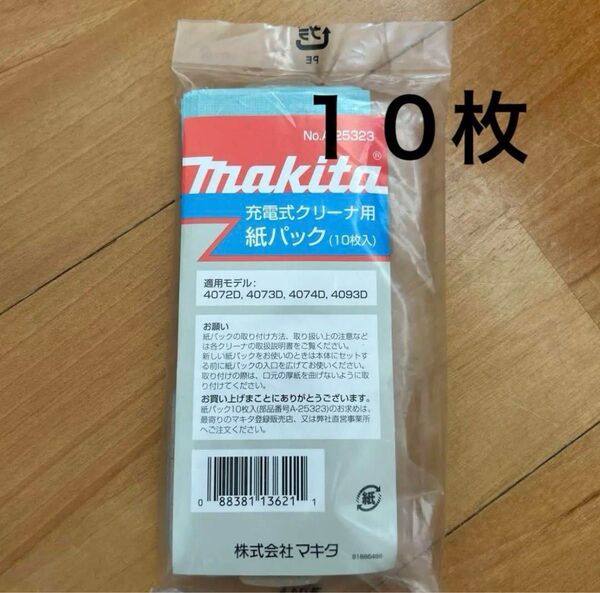 プラ
PE
10枚
No.A-25323
makita®
充電式クリーナ用
紙パック(10枚入)
適用モデル:
4072D, 4073D, 4074D, 4093D
お願い
紙パックの取り付け方法、取り扱い上の注意など
は各クリーナの取扱説明書をご覧ください。
新しい紙パックをお使いのときは本体にセットす
る前に紙パックの入口を広げてお使いください。
取り付けの際は、口元の厚紙を曲げないように取
り付けてください。
お買い上げまことにありがとうございます。
紙パック10枚入(部品番号A-25323)のお求めは、
最寄りのマキタ登録販売店、又は弊社直営営業所
へご注文ください。
0 88381 13621 1
紙
株式会社マキタ